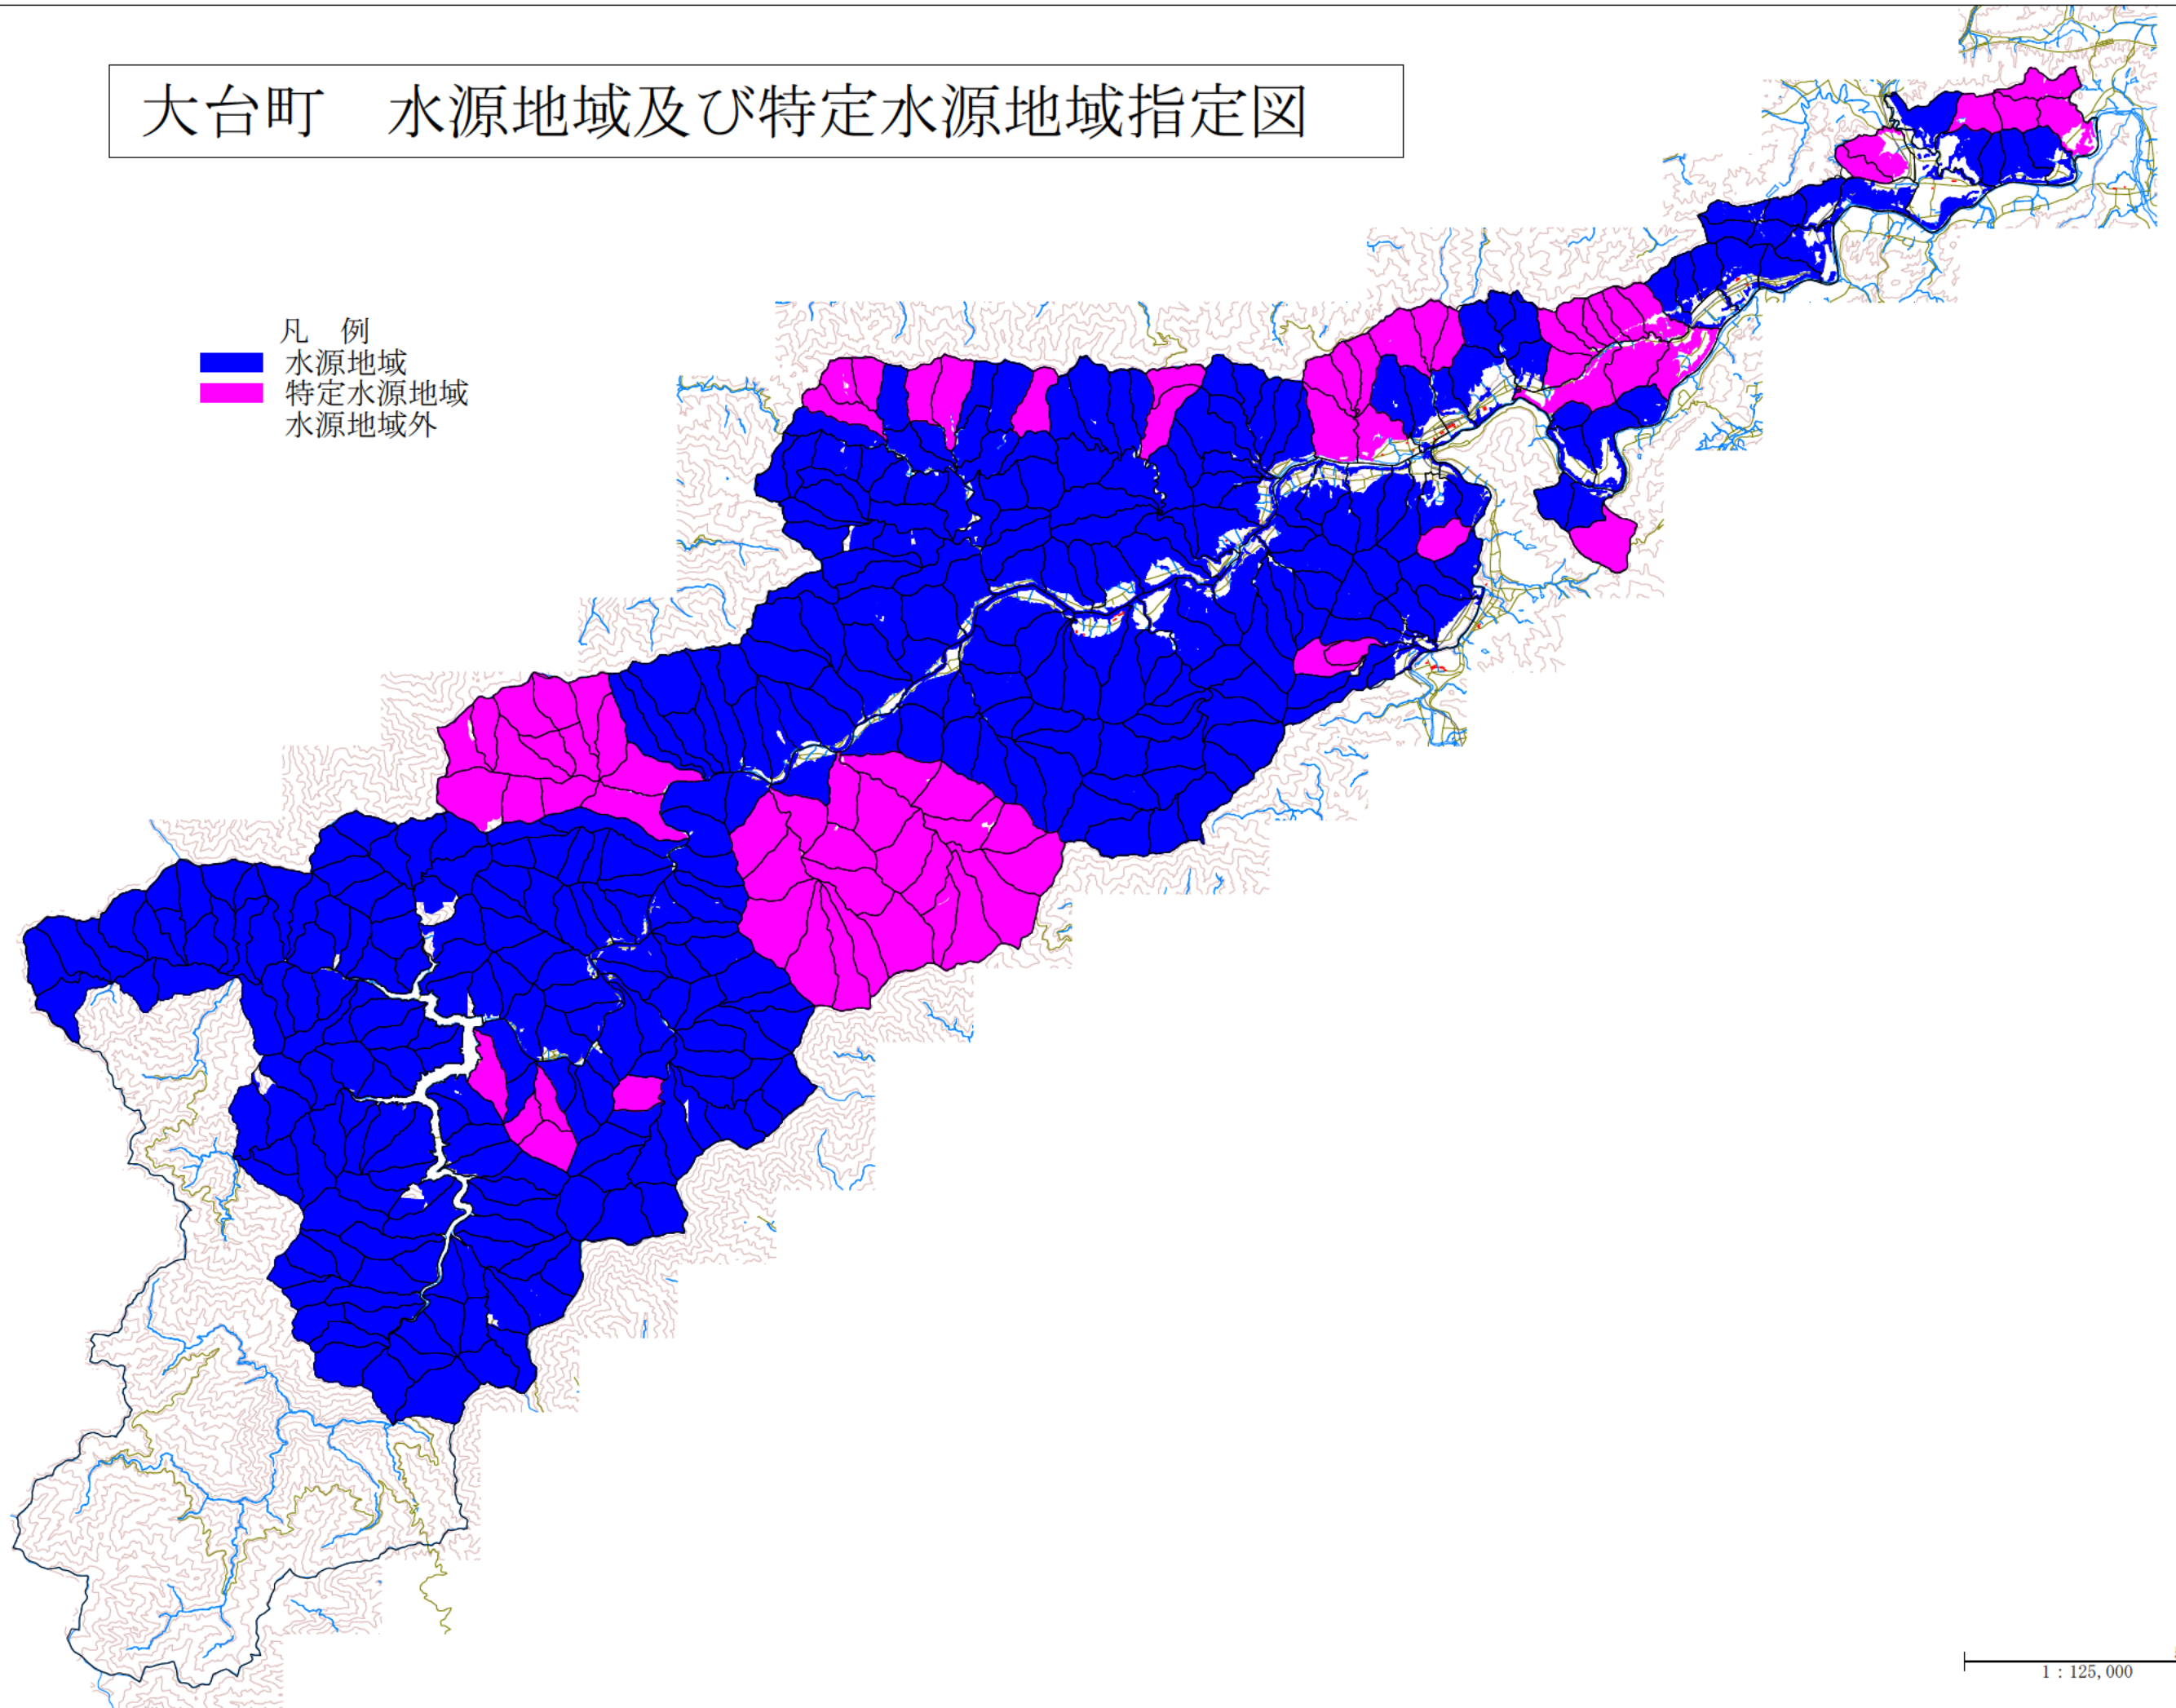 大台町　水源地域及び特定水源地域指定図
凡　例
水源地域
特定水源地域
水源地域外
1：125,000